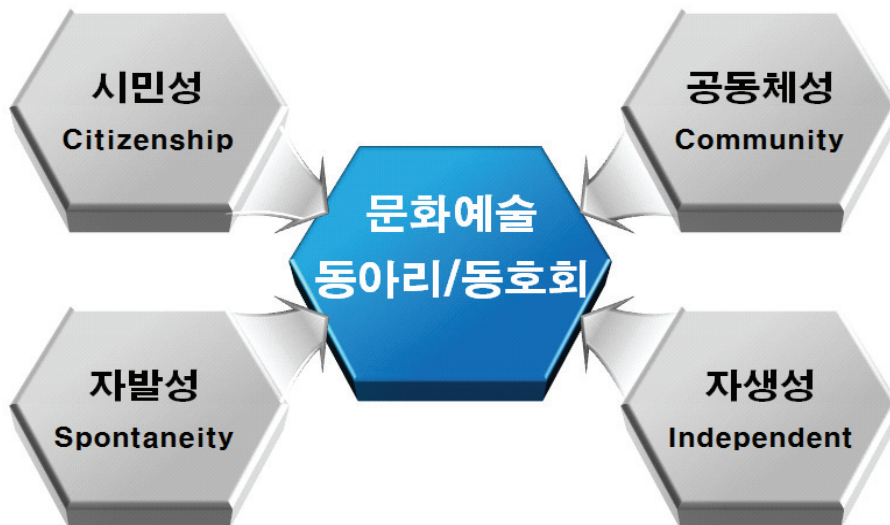 시민성
Citizenship
공동체성
Community
문화예술
동아리/동호회
자발성
Spontaneity
자생성
Independent